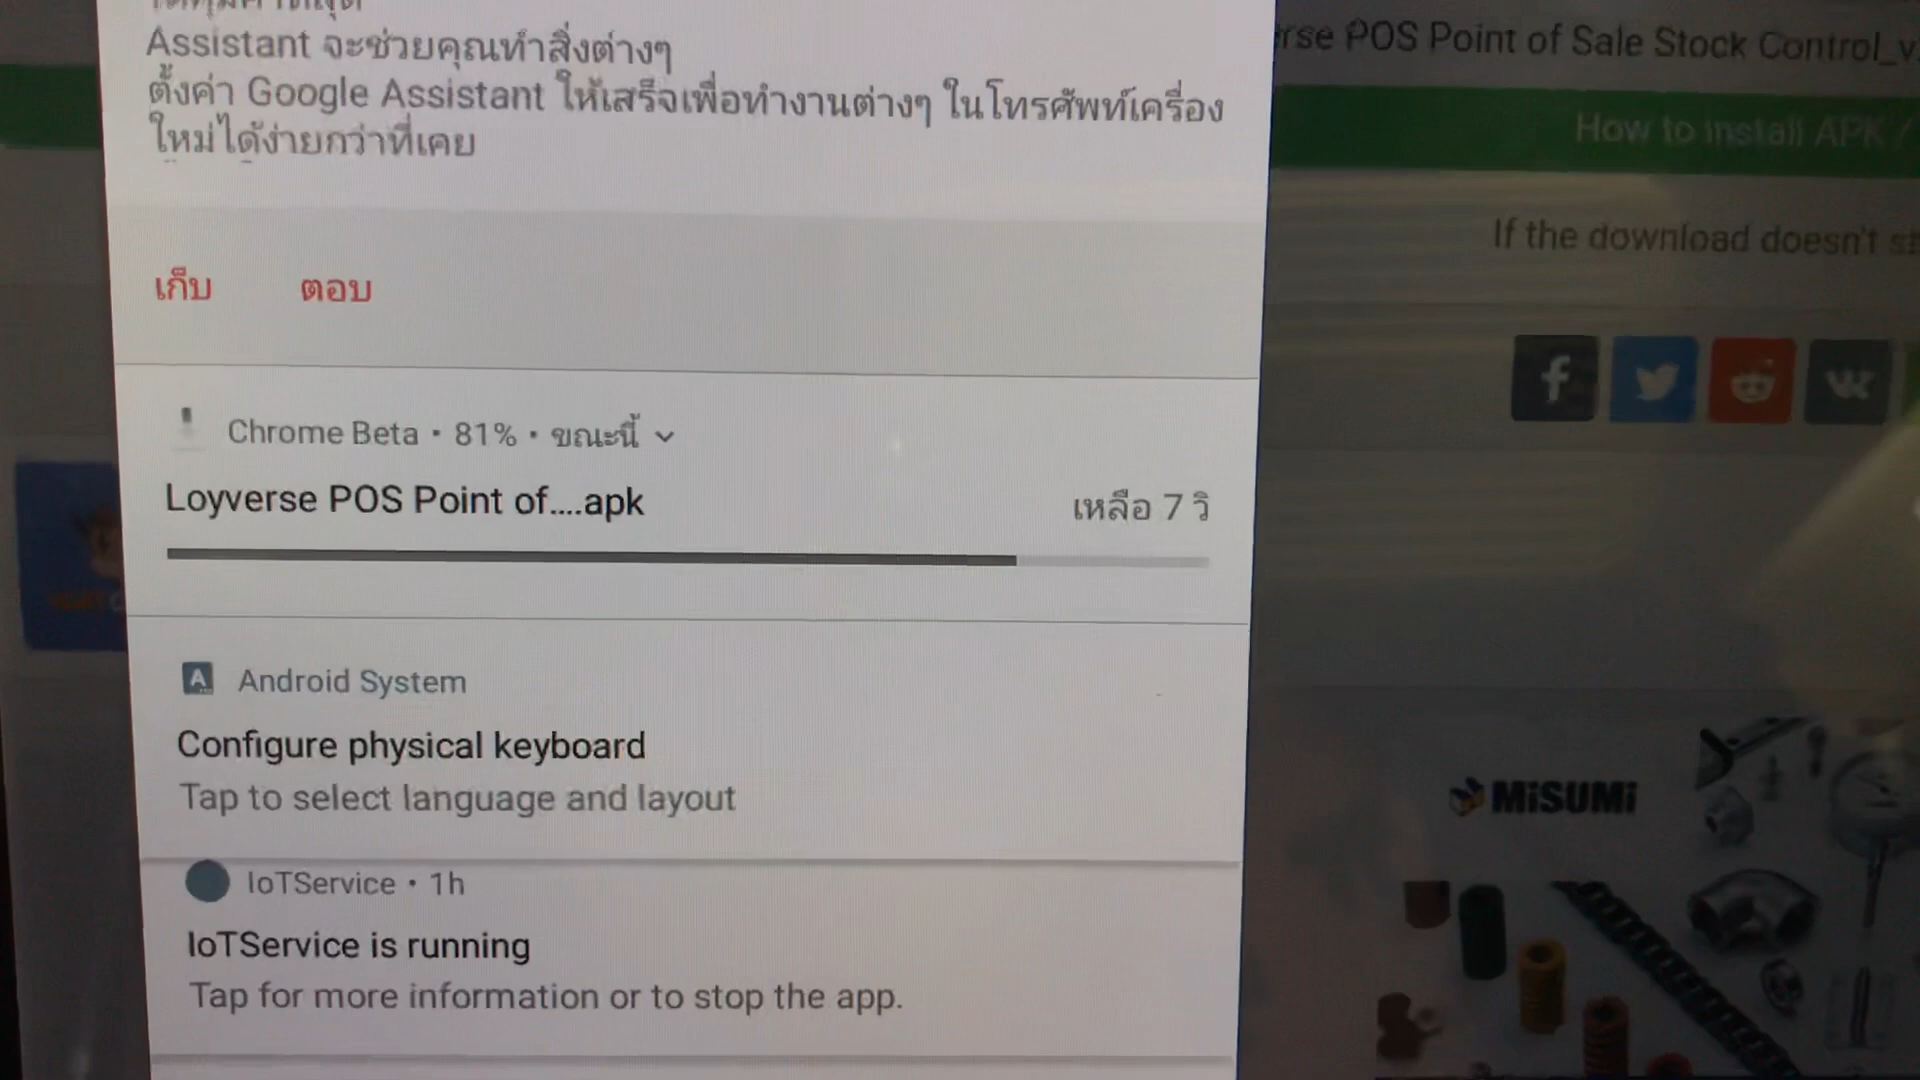 Assistant จะช่วยคุณทำสิ่งต่างๆ
ตั้งค่า Google Assistant ให้เสร็จเพื่อทำงานต่างๆ ในโทรศัพท์เครื่อง
ใหม่ได้ง่ายกว่าที่เคย
เก็บ ตอบ
Chrome Beta • 81% • ขณะนี้
Loyverse POS Point of....apk
เหลือ 7 วิ
Android System
Configure physical keyboard
Tap to select language and layout
IoTService • 1h
IoTService is running
Tap for more information or to stop the app.
rse POS Point of Sale Stock Control_v
How to install APK /
If the download doesn't
MiSUMi